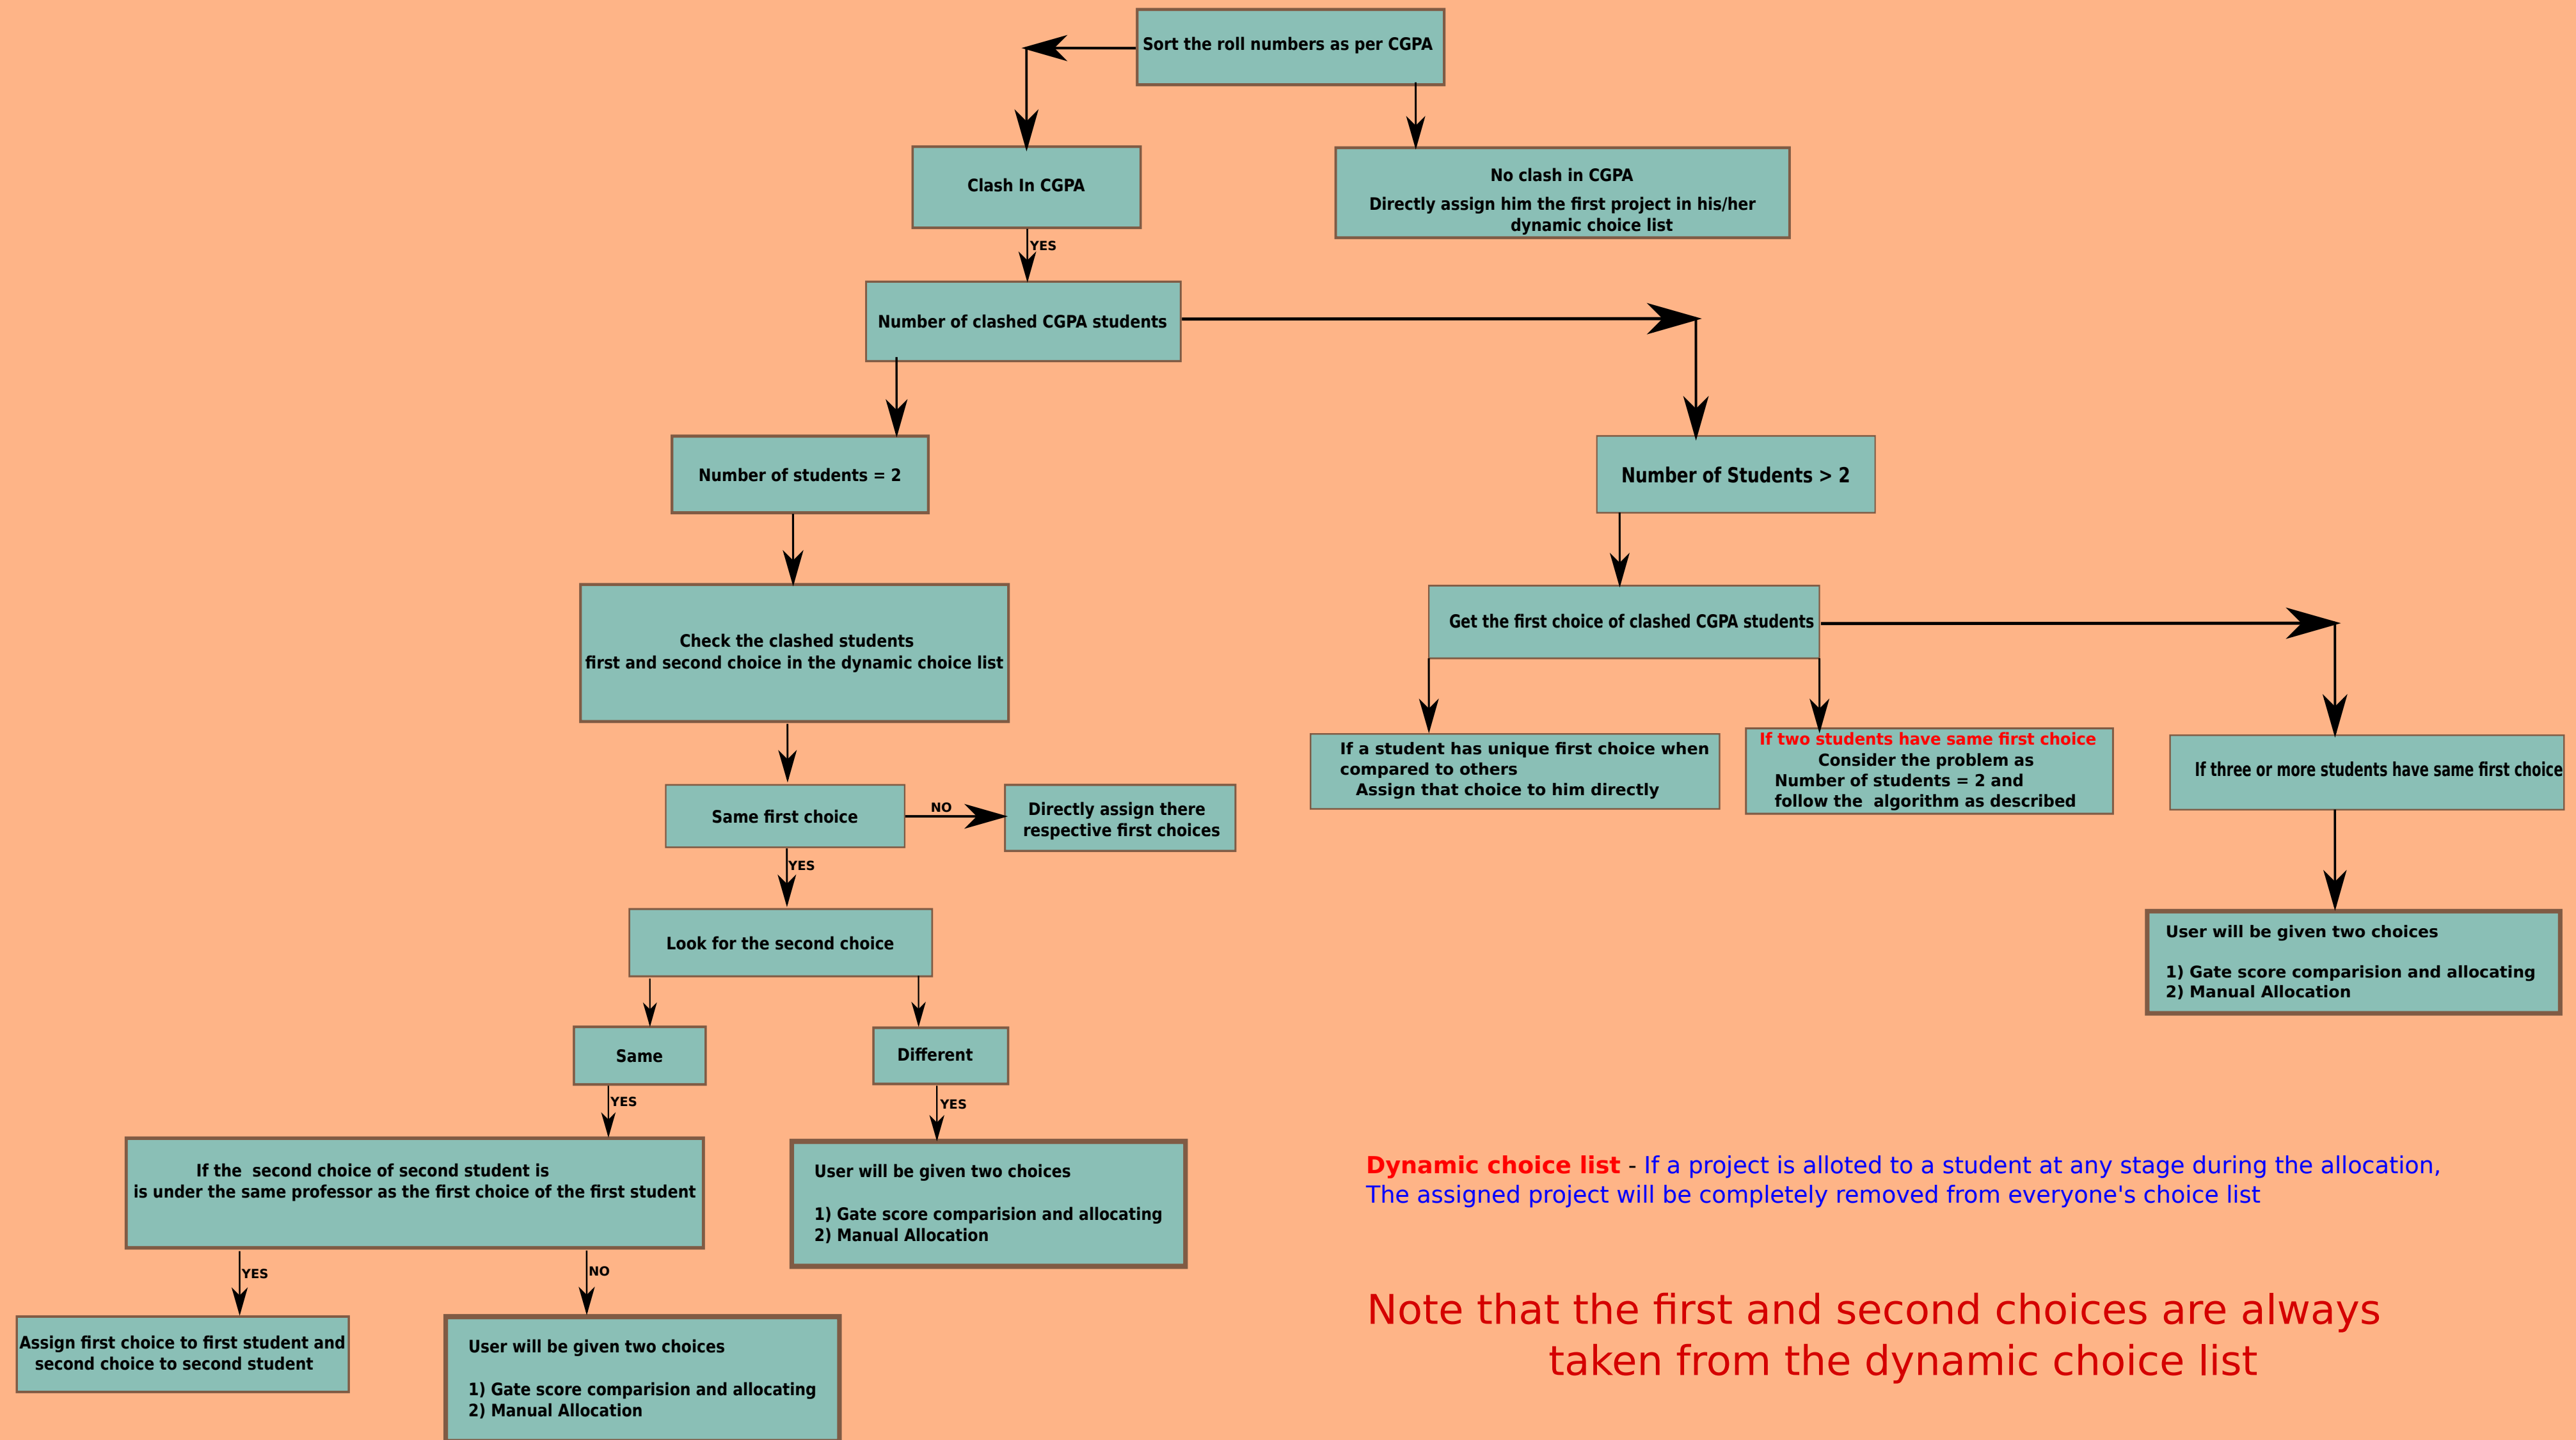 Sort the roll numbers as per CGPA
Clash In CGPA
No clash in CGPA
Directly assign him the first project in his/her
dynamic choice list
YES
Number of clashed CGPA students
Number of students = 2
Number of Students > 2
Check the clashed students
first and second choice in the dynamic choice list
Get the first choice of clashed CGPA students
If a student has unique first choice when
compared to others
Assign that choice to him directly
If two students have same first choice
Consider the problem as
Number of students = 2 and
follow the algorithm as described
If three or more students have same first choice
Same first choice
NO
Directly assign there
respective first choices
YES
Look for the second choice
User will be given two choices
1) Gate score comparision and allocating
2) Manual Allocation
Same
Different
YES
YES
If the second choice of second student is
is under the same professor as the first choice of the first student
User will be given two choices
1) Gate score comparision and allocating
2) Manual Allocation
Dynamic choice list - If a project is alloted to a student at any stage during the allocation,
The assigned project will be completely removed from everyone's choice list
YES
NO
Assign first choice to first student and
second choice to second student
User will be given two choices
1) Gate score comparision and allocating
2) Manual Allocation
Note that the first and second choices are always
taken from the dynamic choice list